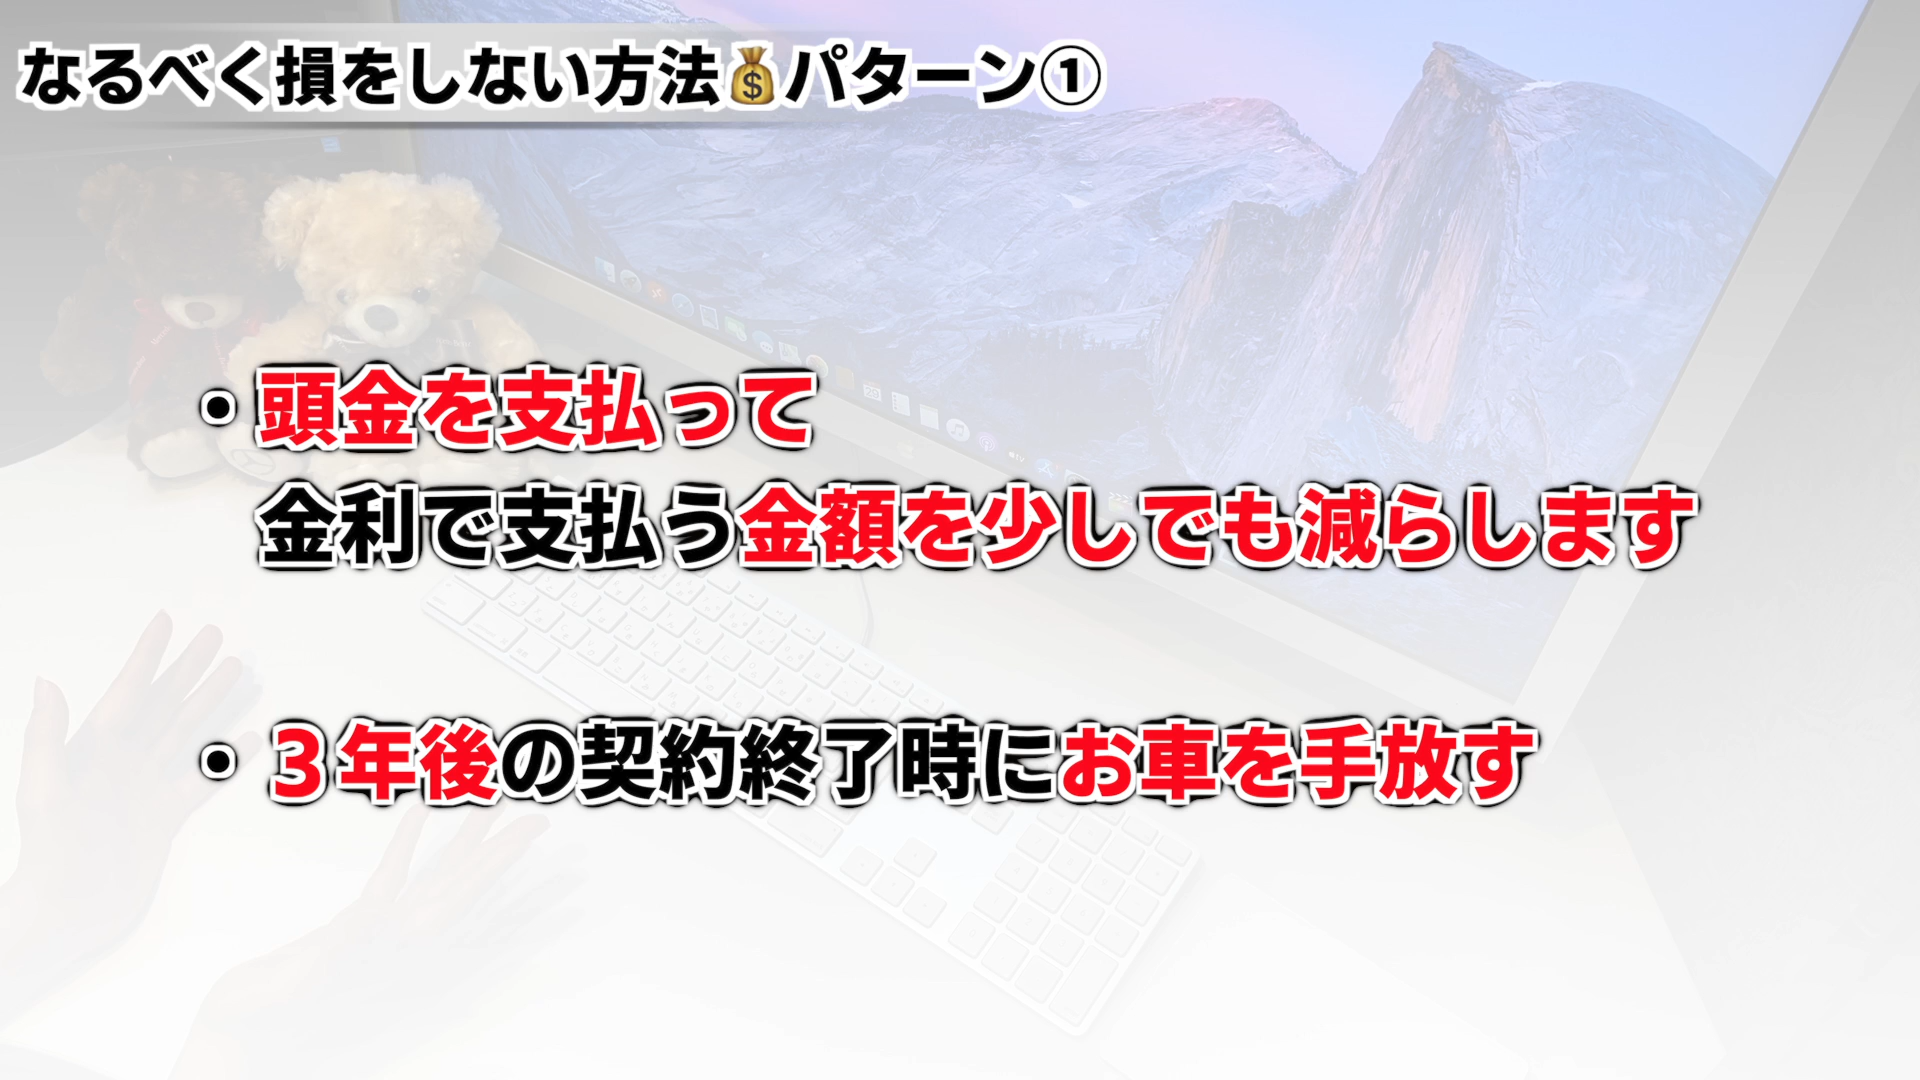 なるべく損をしない方法💰パターン①
・頭金を支払って
金利で支払う金額を少しでも減らします
・３年後の契約終了時にお車を手放す